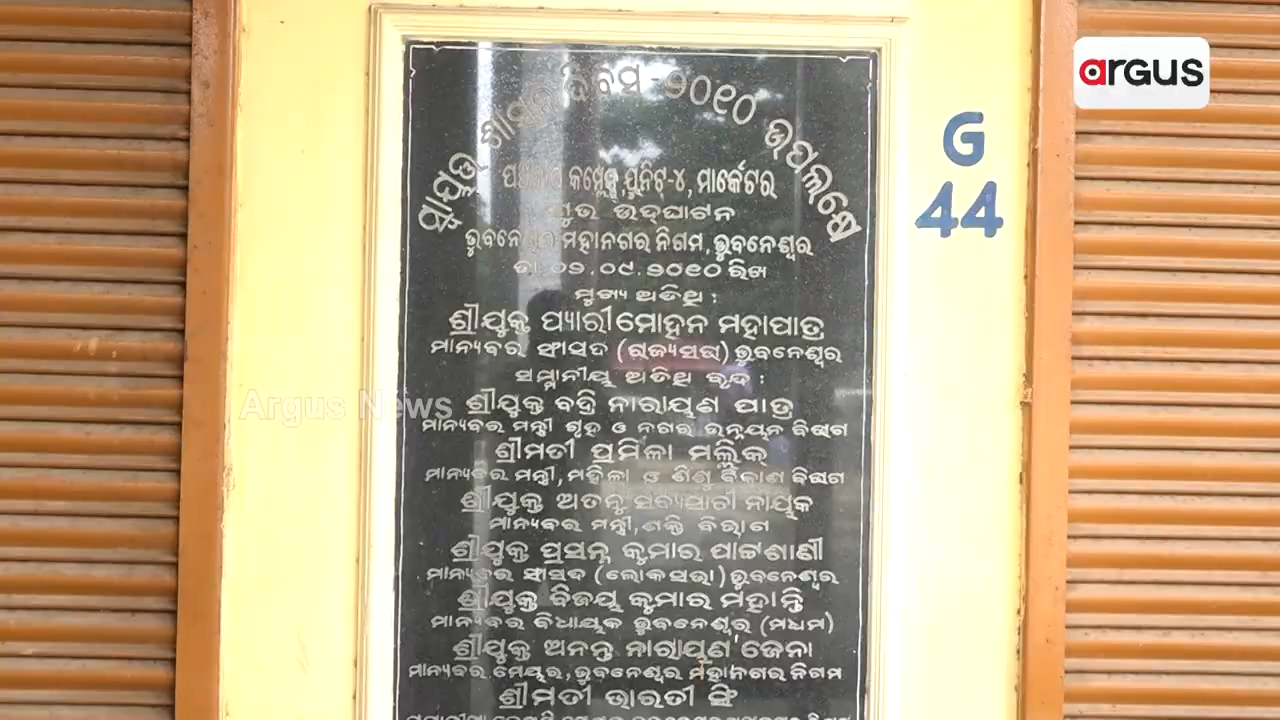 ସ୍ୱାୟତ୍ତ ଶାସନ ଦିବସ-୨୦୧୦ ଉପଲକ୍ଷେ
କମ୍ପ୍ଲେକ୍ସ, ୟୁନିଟ୍-୪, ମାର୍କେଟର
ଶୁଭ ଉଦ୍‌ଘାଟନ
ଭୁବନେଶ୍ୱର ମହାନଗର ନିଗମ, ଭୁବନେଶ୍ୱର
ତା.୦୨.୦୯.୨୦୧୦ ରିଖ
ମୁଖ୍ୟ ଅତିଥି :
ଶ୍ରୀଯୁକ୍ତ ପ୍ୟାରୀମୋହନ ମହାପାତ୍ର
ମାନ୍ୟବର ସାଂସଦ (ରାଜ୍ୟସଭା) ଭୁବନେଶ୍ୱର
ସମ୍ମାନୀୟ ଅତିଥି ବୃନ୍ଦ :
ଶ୍ରୀଯୁକ୍ତ ବଦ୍ରି ନାରାୟଣ ପାତ୍ର
ମାନ୍ୟବର ମନ୍ତ୍ରୀ ଗୃହ ଓ ନଗର ଉନ୍ନୟନ ବିଭାଗ
ଶ୍ରୀମତୀ ପ୍ରମିଳା ମଲ୍ଲିକ୍
ମାନ୍ୟବର ମନ୍ତ୍ରୀ, ମହିଳା ଓ ଶିଶୁ ବିକାଶ ବିଭାଗ
ଶ୍ରୀଯୁକ୍ତ ଅତନୁ ସବ୍ୟସାଚୀ ନାୟକ
ମାନ୍ୟବର ମନ୍ତ୍ରୀ, ଶକ୍ତି ବିଭାଗ
ଶ୍ରୀଯୁକ୍ତ ପ୍ରସନ୍ନ କୁମାର ପାଟ୍ଟଶାଣୀ
ମାନ୍ୟବର ସାଂସଦ (ଲୋକସଭା) ଭୁବନେଶ୍ୱର
ଶ୍ରୀଯୁକ୍ତ ବିଜୟ କୁମାର ମହାନ୍ତି
ମାନ୍ୟବର ବିଧାୟକ ଭୁବନେଶ୍ୱର (ମଧ୍ୟମ)
ଶ୍ରୀଯୁକ୍ତ ଅନନ୍ତ ନାରାୟଣ ଜେନା
ମାନ୍ୟବର ମେୟର, ଭୁବନେଶ୍ୱର ମହାନଗର ନିଗମ
ଶ୍ରୀମତୀ ଭାରତୀ ସିଂ
G
44
argus
Argus News